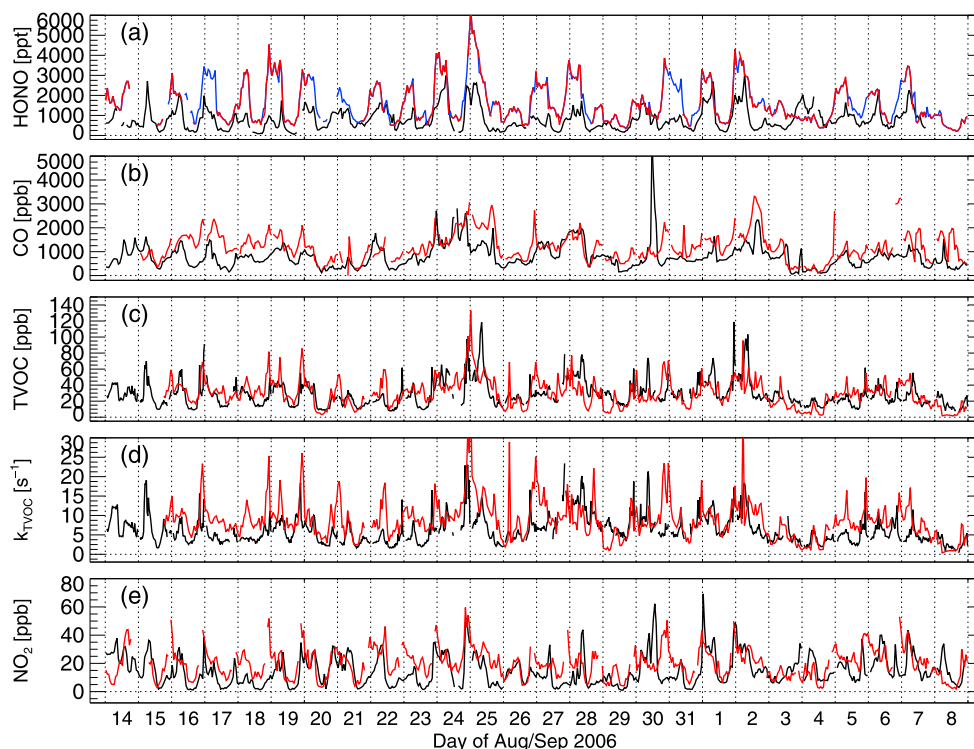 (a)
HONO [ppt]
6000
5000
4000
3000
2000
1000
0
(b)
CO [ppb]
5000
4000
3000
2000
1000
0
(c)
TVOC [ppb]
140
120
100
80
60
40
20
0
(d)
kTVOC [s⁻¹]
30
25
20
15
10
5
0
(e)
NO₂ [ppb]
80
60
40
20
0
14 15 16 17 18 19 20 21 22 23 24 25 26 27 28 29 30 31 1 2 3 4 5 6 7 8
Day of Aug/Sep 2006